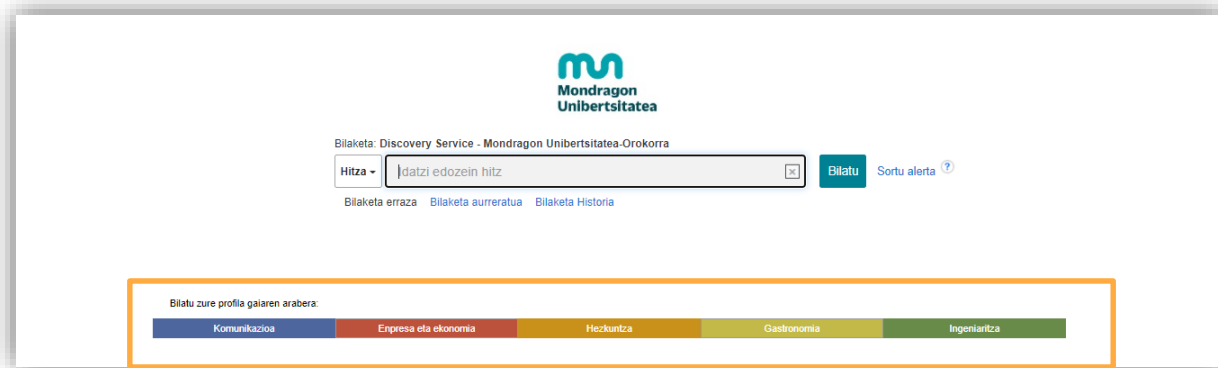 Mondragon
Unibertsitatea
Bilaketa: Discovery Service - Mondragon Unibertsitatea-Orokorra
Hitza Idatzi edozein hitz Bilatu Sortu alerta ?
Bilaketa erraza Bilaketa aurreratua Bilaketa Historia
Bilatu zure profila gaiaren arabera:
Komunikazioa Enpresa eta ekonomia Hezkuntza Gastronomia Ingeniaritza